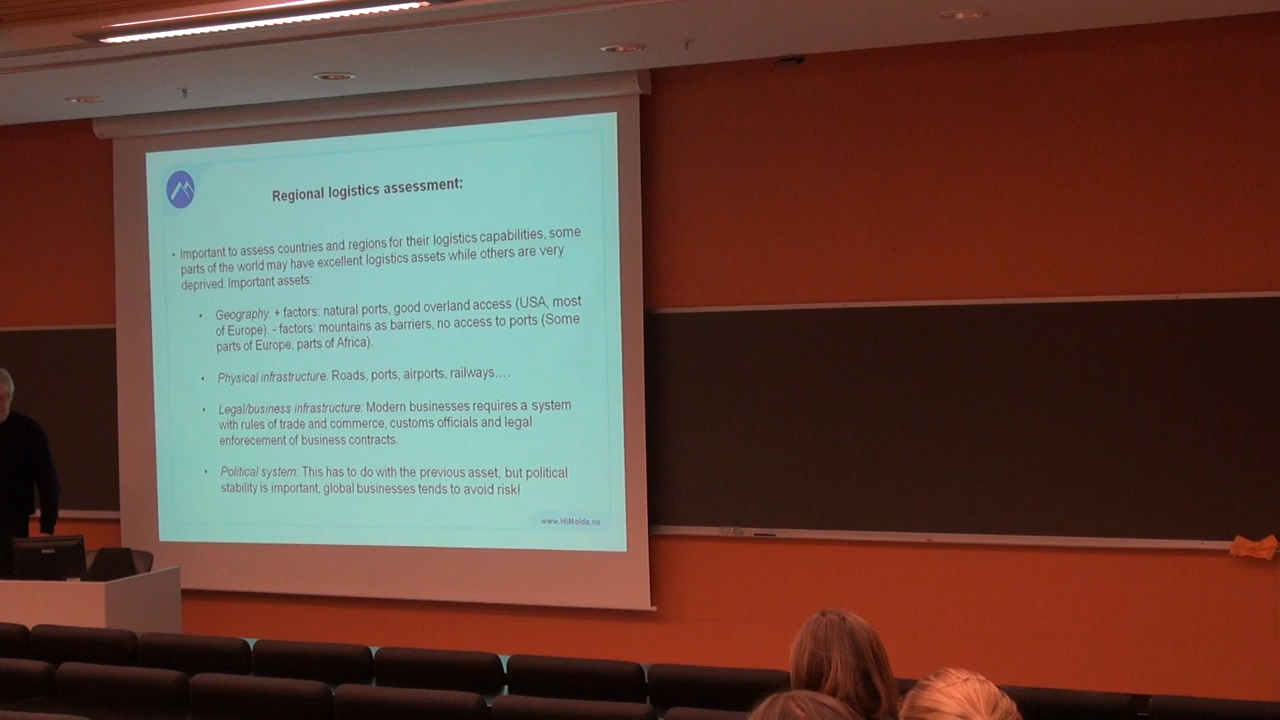 Regional logistics assessment:
• Important to assess countries and regions for their logistics capabilities, some
parts of the world may have excellent logistics assets while others are very
deprived. Important assets:
• Geography. + factors: natural ports, good overland access (USA, most
of Europe). - factors: mountains as barriers, no access to ports (Some
parts of Europe, parts of Africa).
• Physical infrastructure. Roads, ports, airports, railways....
• Legal/business infrastructure: Modern businesses requires a system
with rules of trade and commerce, customs officials and legal
enforecement of business contracts.
• Political system: This has to do with the previous asset, but political
stability is important, global businesses tends to avoid risk!
www.HiMolde.no